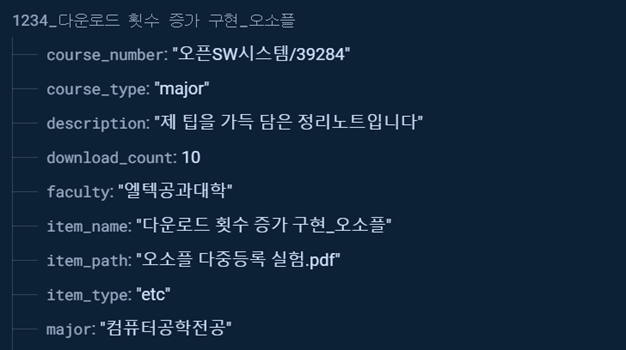 1234_다운로드 횟수 증가 구현_오소플
course_number: "오픈SW시스템/39284"
course_type: "major"
description: "제 팁을 가득 담은 정리노트입니다"
download_count: 10
faculty: "엘텍공과대학"
item_name: "다운로드 횟수 증가 구현_오소플"
item_path: "오소플 다중등록 실험.pdf"
item_type: "etc"
major: "컴퓨터공학전공"